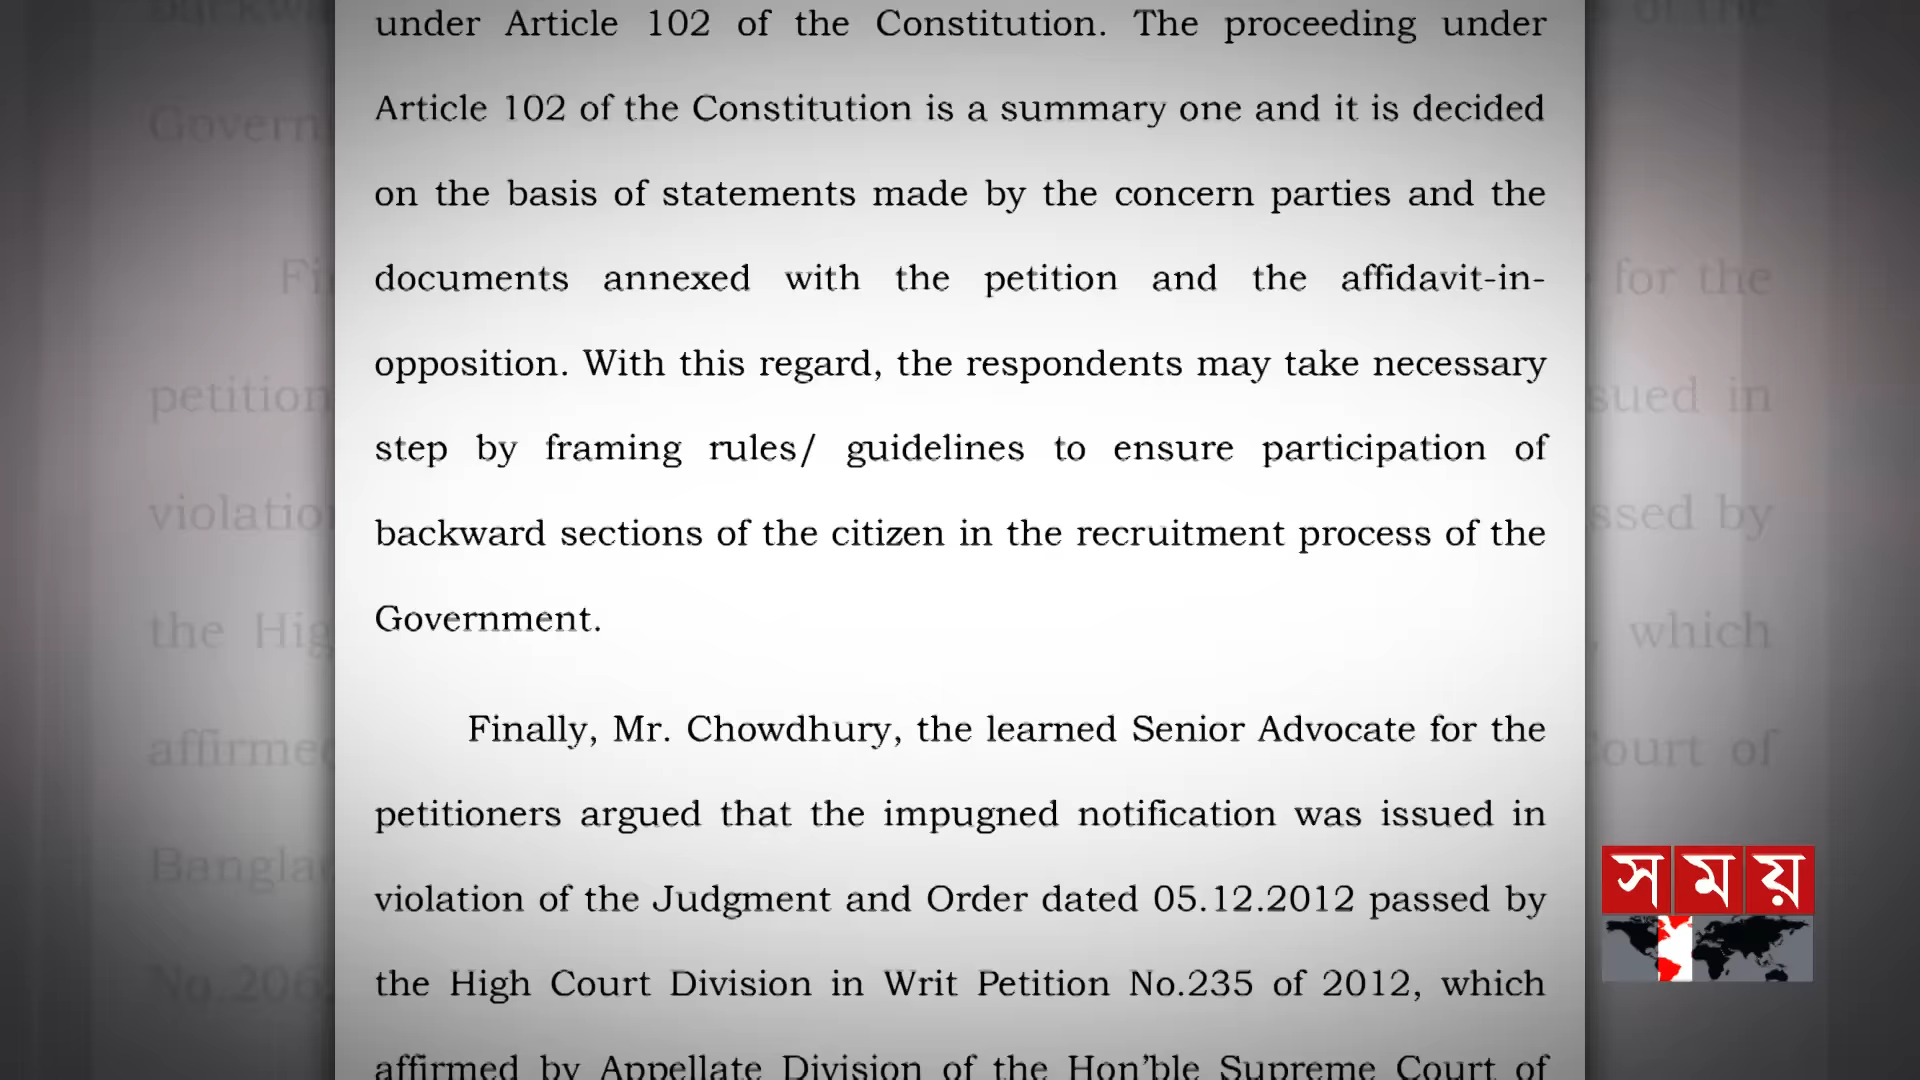 under Article 102 of the Constitution. The proceeding under
Article 102 of the Constitution is a summary one and it is decided
on the basis of statements made by the concern parties and the
documents annexed with the petition and the affidavit-in-
opposition. With this regard, the respondents may take necessary
step by framing rules/ guidelines to ensure participation of
backward sections of the citizen in the recruitment process of the
Government.
Finally, Mr. Chowdhury, the learned Senior Advocate for the
petitioners argued that the impugned notification was issued in
violation of the Judgment and Order dated 05.12.2012 passed by
the High Court Division in Writ Petition No.235 of 2012, which
affirmed by Appellate Division of the Hon'ble Supreme Court of
সময়